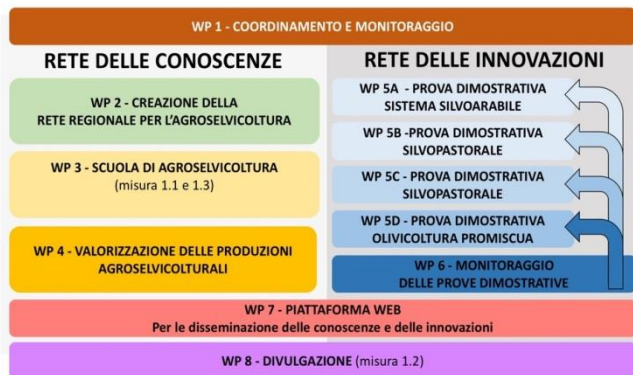 WP 1 - COORDINAMENTO E MONITORAGGIO
RETE DELLE CONOSCENZE
WP 2 - CREAZIONE DELLA
RETE REGIONALE PER L'AGROSELVICOLTURA
WP 3 - SCUOLA DI AGROSELVICOLTURA
(misura 1.1 e 1.3)
WP 4 - VALORIZZAZIONE DELLE PRODUZIONI
AGROSELVICOLTURALI
RETE DELLE INNOVAZIONI
WP 5A - PROVA DIMOSTRATIVA
SISTEMA SILVOARABILE
WP 5B -PROVA DIMOSTRATIVA
SILVOPASTORALE
WP 5C - PROVA DIMOSTRATIVA
SILVOPASTORALE
WP 5D - PROVA DIMOSTRATIVA
OLIVICOLTURA PROMISCUA
WP 6 - MONITORAGGIO
DELLE PROVE DIMOSTRATIVE
WP 7 - PIATTAFORMA WEB
Per le disseminazione delle conoscenze e delle innovazioni
WP 8 - DIVULGAZIONE (misura 1.2)